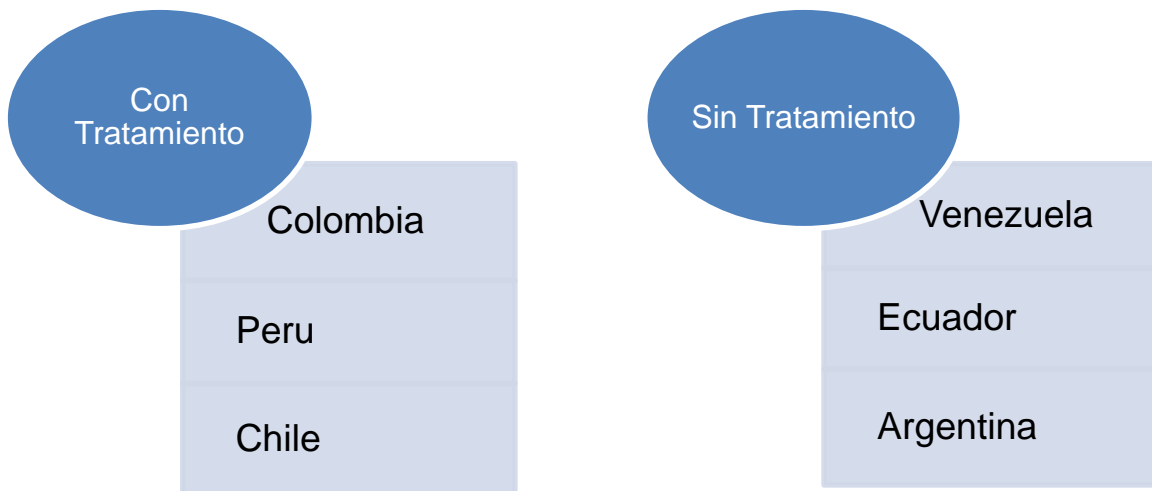 Con
Tratamiento
Colombia
Peru
Chile
Sin Tratamiento
Venezuela
Ecuador
Argentina